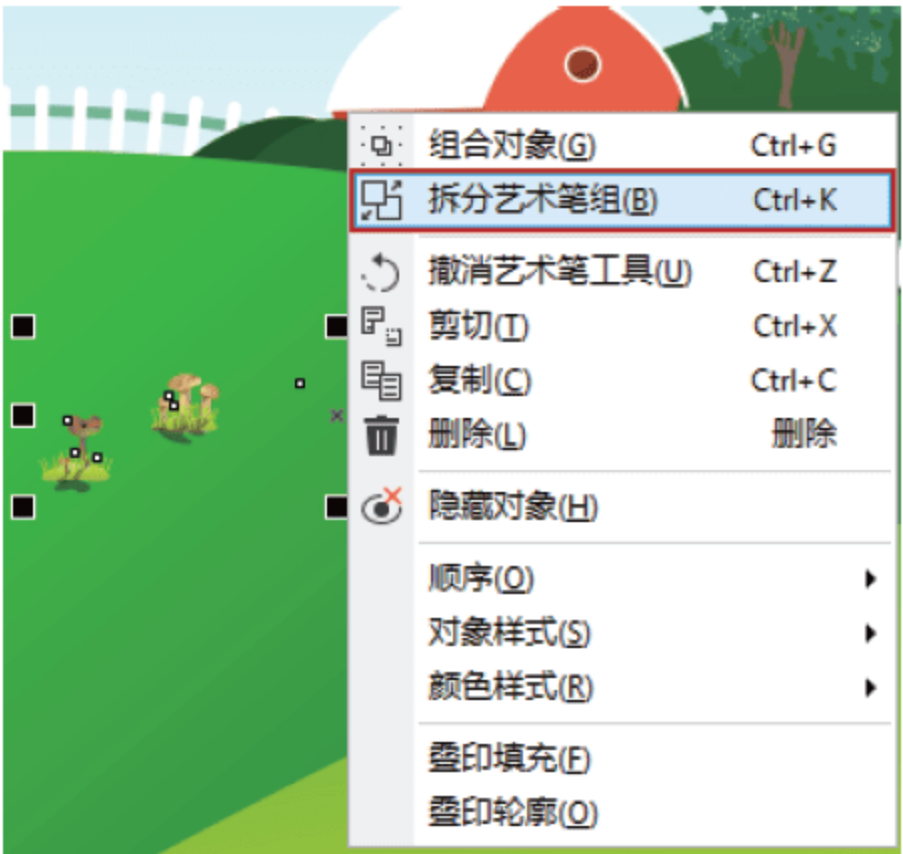 组合对象(G) Ctrl+G
拆分艺术笔组(B) Ctrl+K
撤消艺术笔工具(U) Ctrl+Z
剪切(T) Ctrl+X
复制(C) Ctrl+C
删除(L) 删除
隐藏对象(H)
顺序(O)
对象样式(S)
颜色样式(R)
叠印填充(F)
叠印轮廓(O)